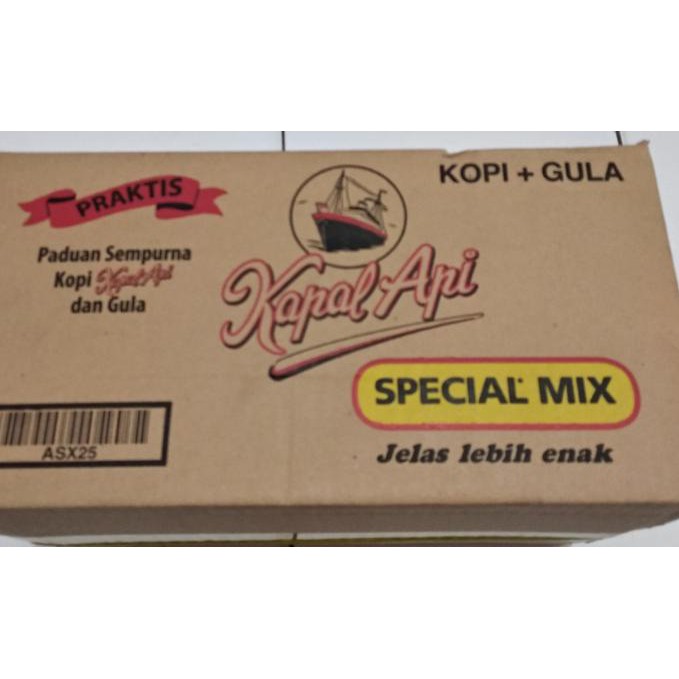 PRAKTIS
Paduan Sempurna
Kopi Kapal Api
dan Gula
ASX25
Kapal Api
KOPI + GULA
SPECIAL MIX
Jelas lebih enak